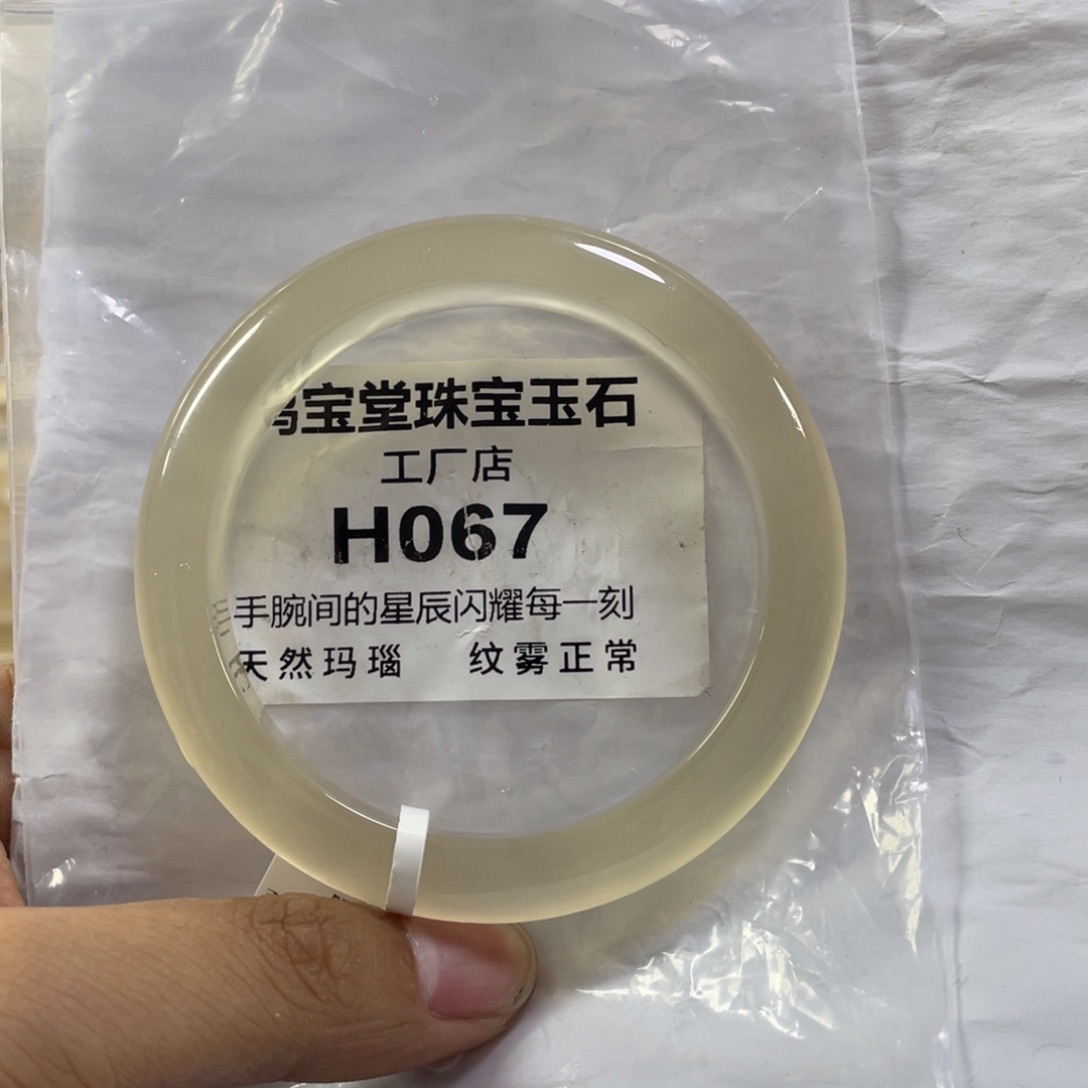 宝堂珠宝玉石
工厂店
H067
手腕间的星辰闪耀每一刻
天然玛瑙 纹雾正常